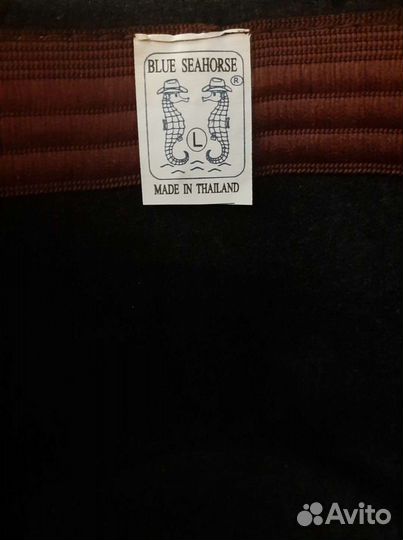 BLUE SEAHORSE
®
L
MADE IN THAILAND
Avito